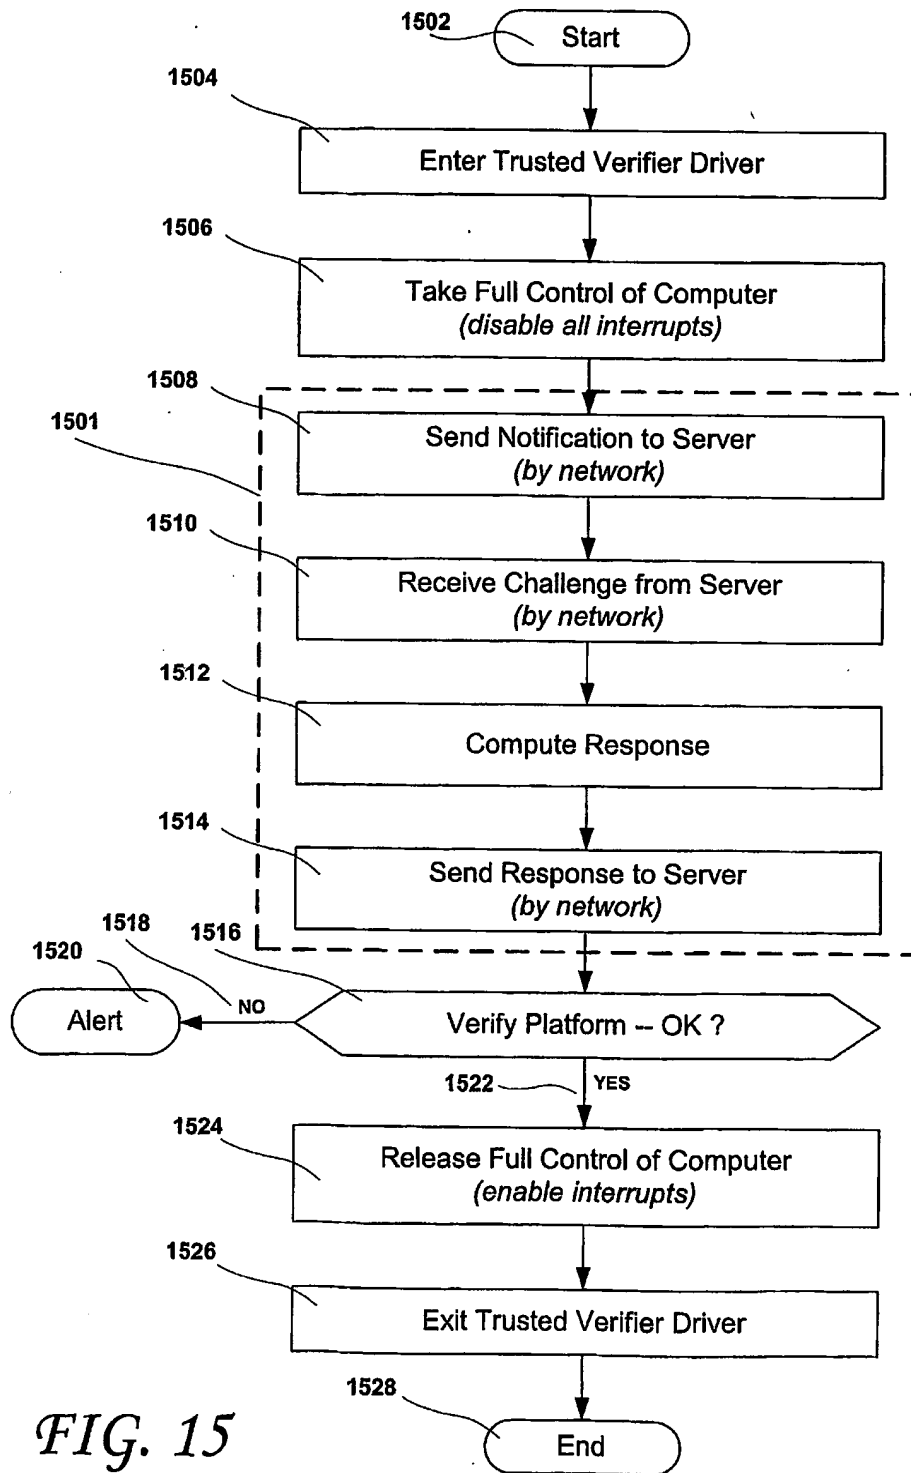 1502
Start
1504
Enter Trusted Verifier Driver
1506
Take Full Control of Computer
(disable all interrupts)
1508
1501
Send Notification to Server
(by network)
1510
Receive Challenge from Server
(by network)
1512
Compute Response
1514
Send Response to Server
(by network)
1518
1516
1520
NO
Alert
Verify Platform -- OK ?
1522
YES
1524
Release Full Control of Computer
(enable interrupts)
1526
Exit Trusted Verifier Driver
1528
End
FIG. 15